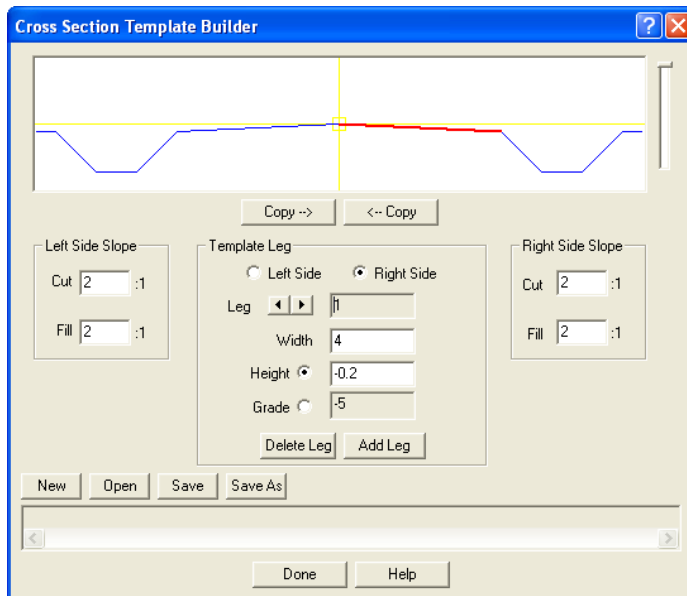 Cross Section Template Builder
Copy --> <-- Copy
Left Side Slope
Cut 2 :1
Fill 2 :1
Template Leg
Left Side Right Side
Leg 1
Width 4
Height -0.2
Grade -5
Delete Leg Add Leg
Right Side Slope
Cut 2 :1
Fill 2 :1
New Open Save Save As
Done Help